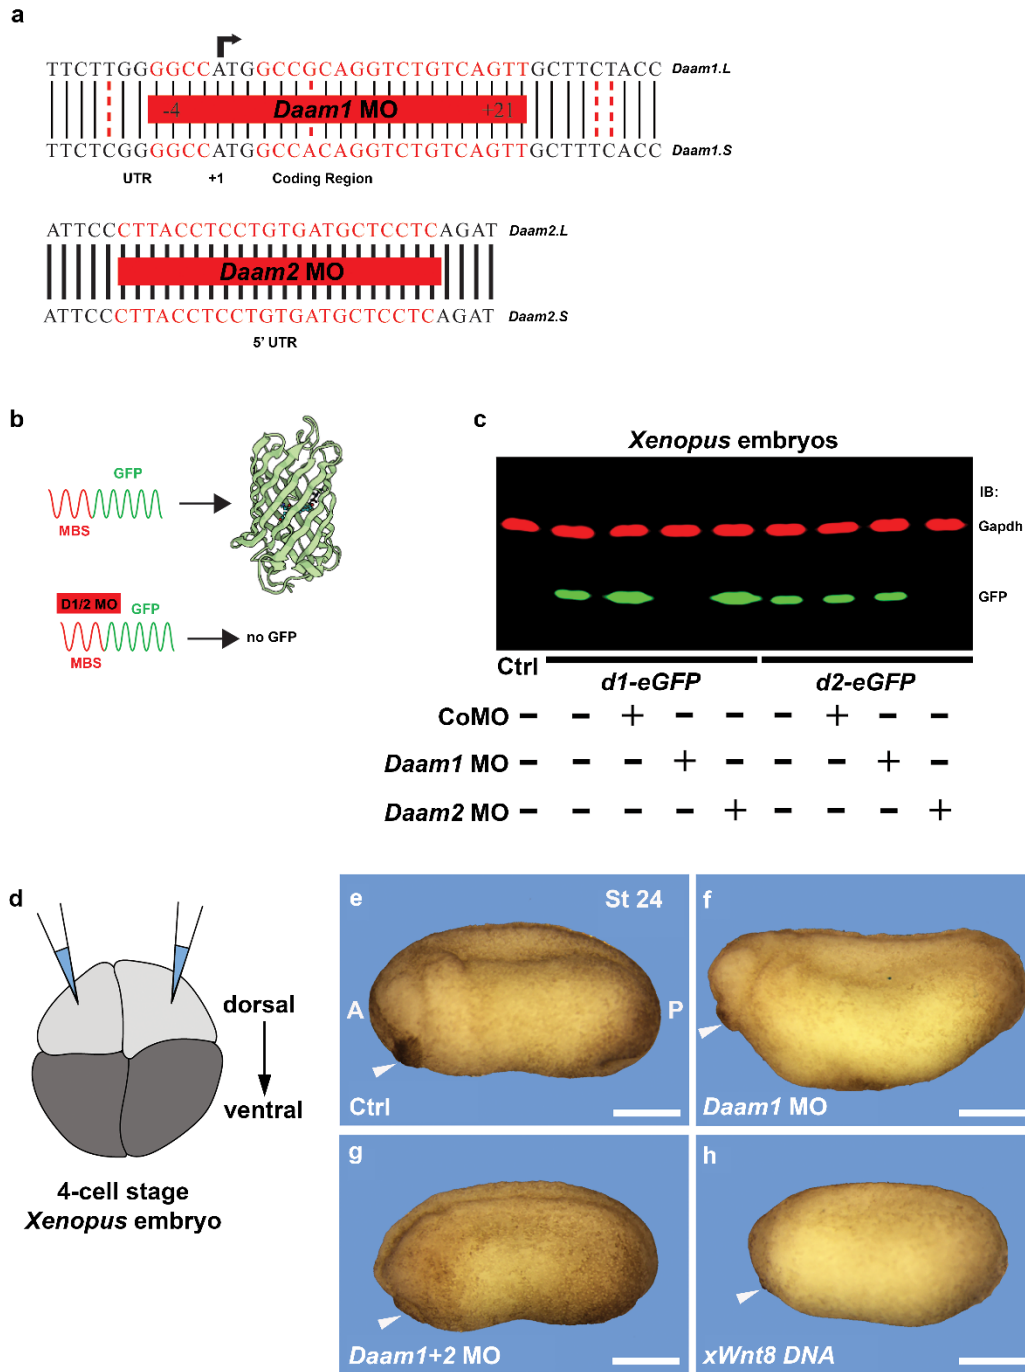 a
TTCTTGGGGCCATGGCCGCAGGTCTGTCAGTTGCTTCTACC Daam1.L
-4 Daam1 MO +21
TTCTCGGGGCCATGGCCACAGGTCTGTCAGTTGCTTTCACC Daam1.S
UTR +1 Coding Region
ATTCCCTTACCTCCTGTGATGCTCCTCAGAT Daam2.L
Daam2 MO
ATTCCCTTACCTCCTGTGATGCTCCTCAGAT Daam2.S
5' UTR
b
GFP
MBS
D1/2 MO
GFP
MBS
no GFP
c
Xenopus embryos
IB:
Gapdh
GFP
Ctrl
d1-eGFP d2-eGFP
CoMO – – + – – – + – –
Daam1 MO – – – + – – – + –
Daam2 MO – – – – + – – – +
d
dorsal
ventral
4-cell stage
Xenopus embryo
e
St 24
A
P
Ctrl
f
Daam1 MO
g
Daam1+2 MO
h
xWnt8 DNA